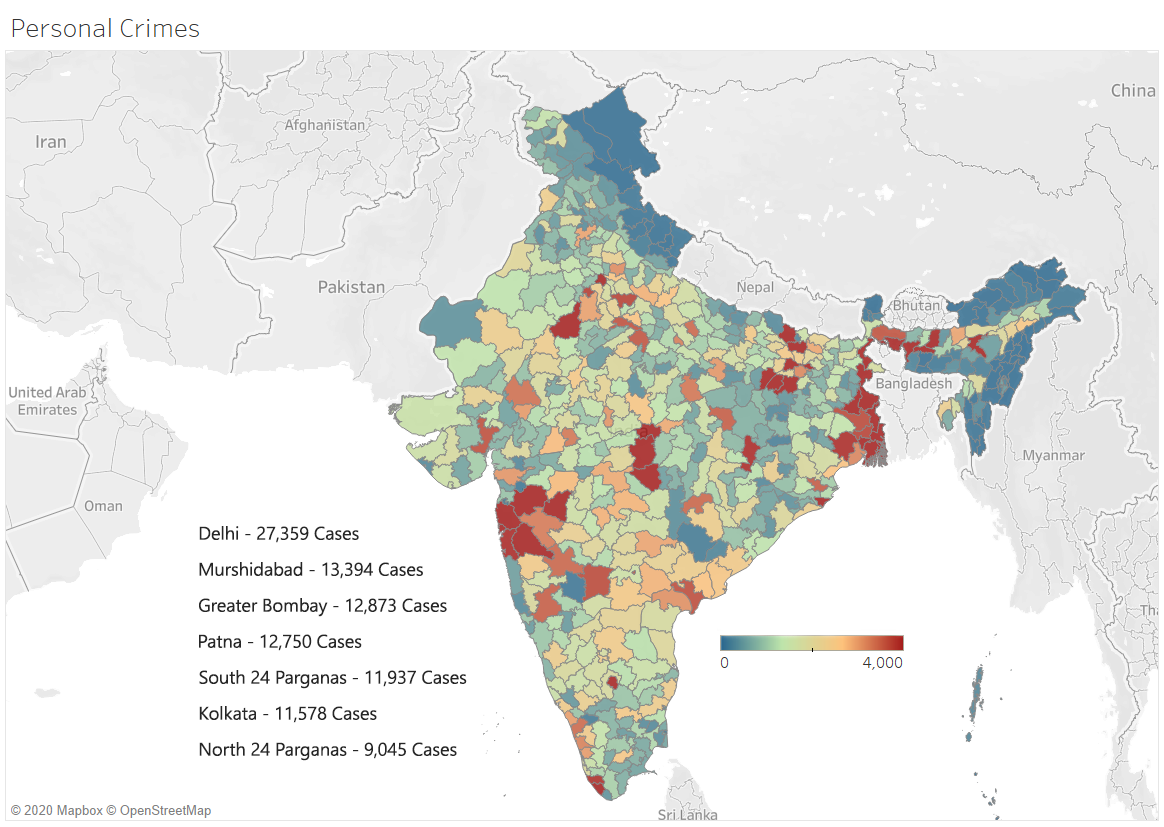 Personal Crimes
China
Afghanistan
Iran
Pakistan
Nepal
Bhutan
United Arab
Emirates
Bangladesh
Myanmar
Oman
Delhi - 27,359 Cases
Murshidabad - 13,394 Cases
Greater Bombay - 12,873 Cases
Patna - 12,750 Cases
South 24 Parganas - 11,937 Cases
Kolkata - 11,578 Cases
North 24 Parganas - 9,045 Cases
0 4,000
Tha
Sri Lanka
© 2020 Mapbox © OpenStreetMap